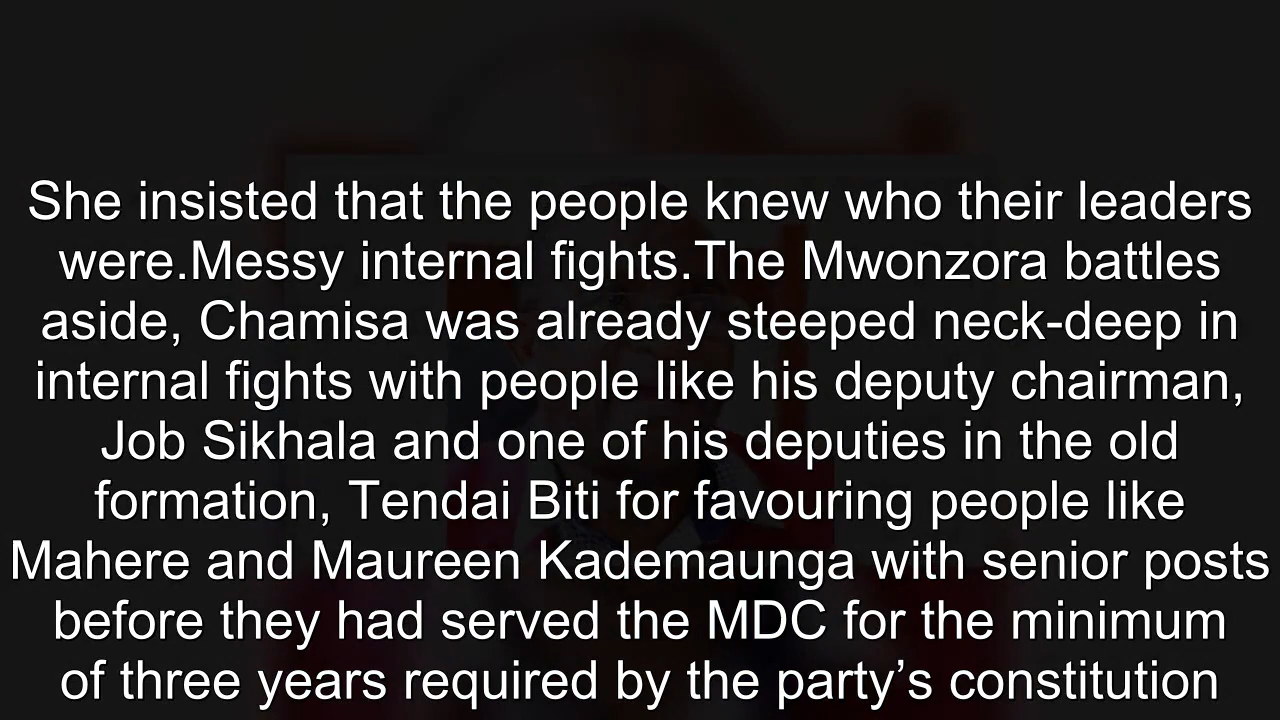 She insisted that the people knew who their leaders
were.Messy internal fights.The Mwonzora battles
aside, Chamisa was already steeped neck-deep in
internal fights with people like his deputy chairman,
Job Sikhala and one of his deputies in the old
formation, Tendai Biti for favouring people like
Mahere and Maureen Kademaunga with senior posts
before they had served the MDC for the minimum
of three years required by the party’s constitution